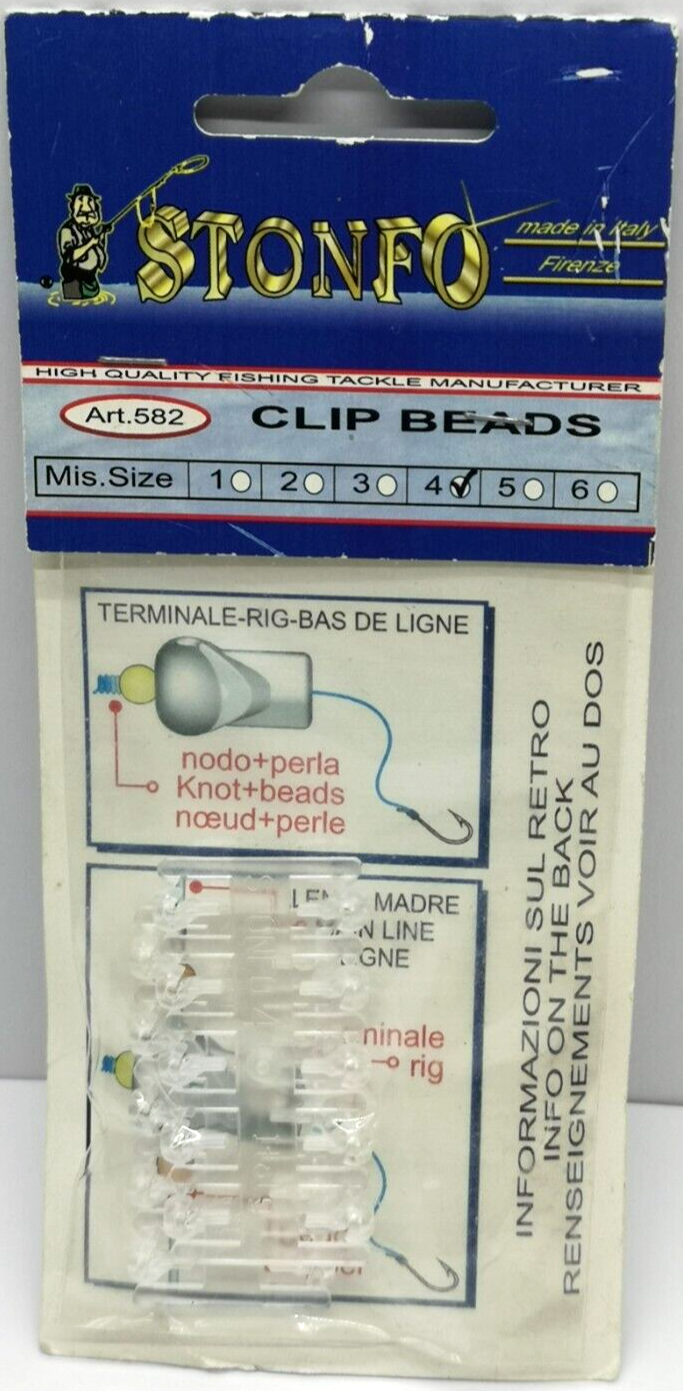 STONFO
made in Italy
Firenze
HIGH QUALITY FISHING TACKLE MANUFACTURER
Art.582
CLIP BEADS
Mis.Size 1 2 3 4 5 6
TERMINALE-RIG-BAS DE LIGNE
nodo+perla
Knot+beads
nœud+perle
MADRE
LINE
rig
INFORMAZIONI SUL RETRO
INFO ON THE BACK
RENSEIGNEMENTS VOIR AU DOS